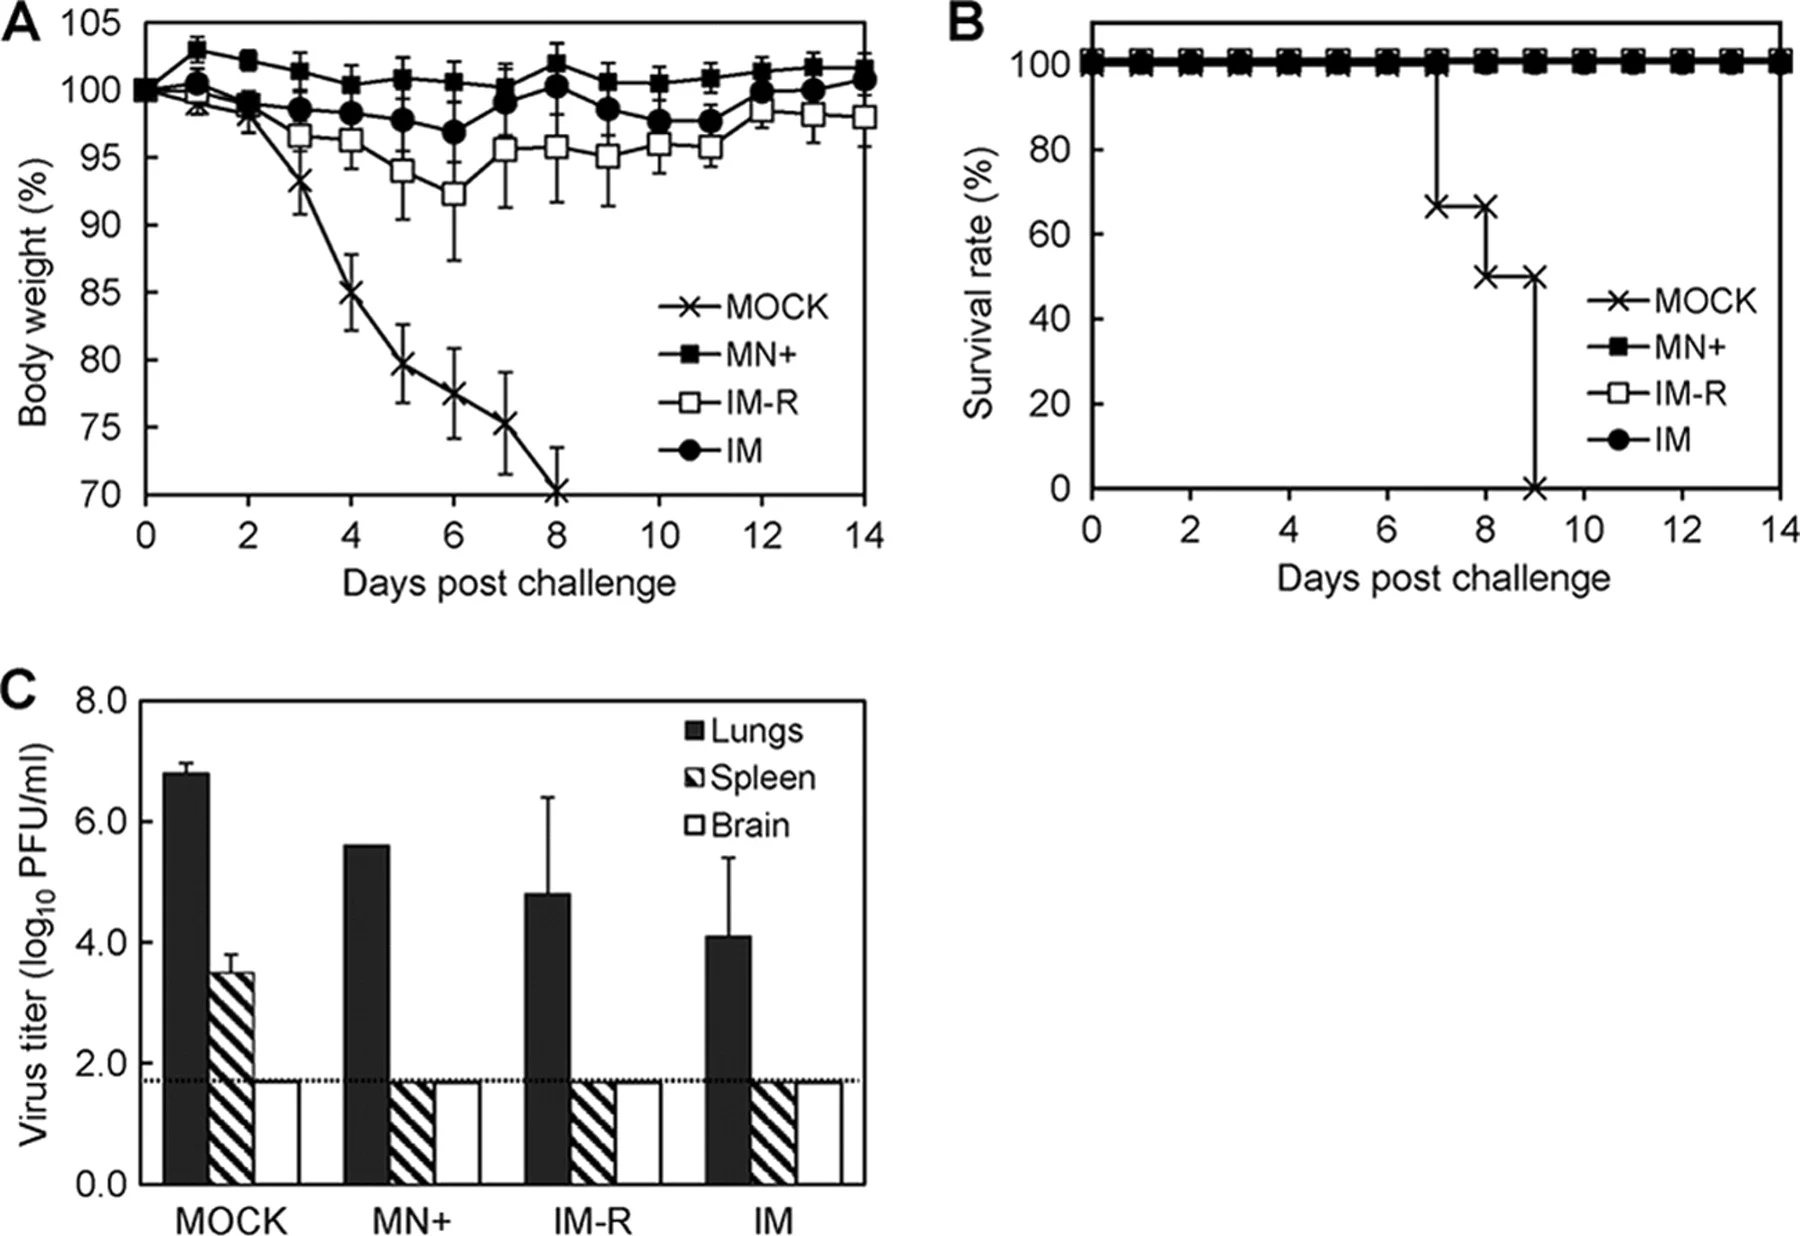 A
105
100
95
90
85
80
75
70
Body weight (%)
0 2 4 6 8 10 12 14
Days post challenge
MOCK
MN+
IM-R
IM
B
100
80
60
40
20
0
Survival rate (%)
0 2 4 6 8 10 12 14
Days post challenge
MOCK
MN+
IM-R
IM
C
8.0
6.0
4.0
2.0
0.0
Virus titer (log10 PFU/ml)
Lungs
Spleen
Brain
MOCK MN+ IM-R IM